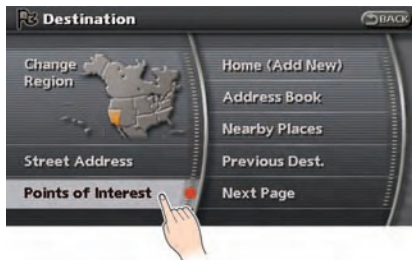 Destination
BACK
Change
Region
Street Address
Points of Interest
Home (Add New)
Address Book
Nearby Places
Previous Dest.
Next Page